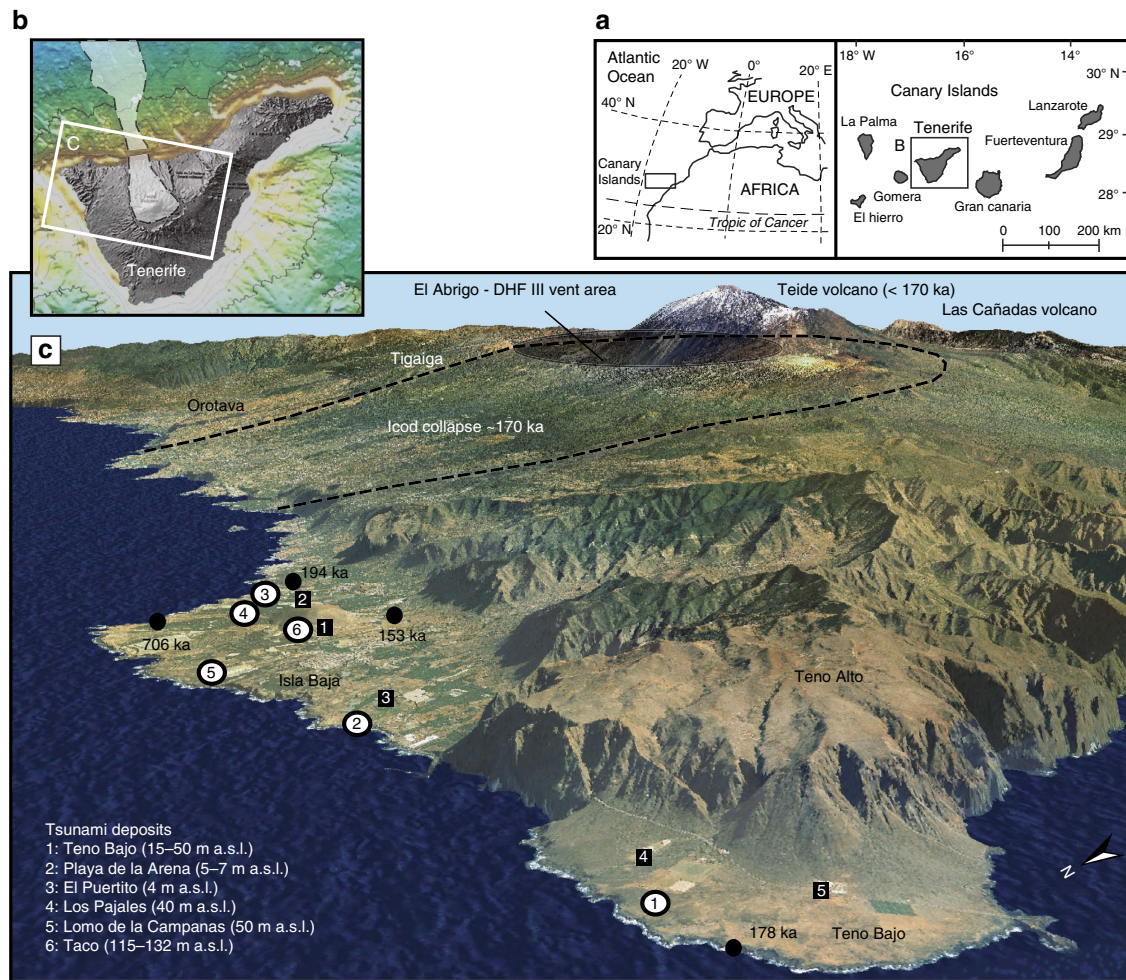 b
C
Tenerife
a
Atlantic
Ocean
20° W
0°
20° E
40° N
EUROPE
Canary
Islands
AFRICA
20° N
Tropic of Cancer
18° W
16°
14°
30° N
Canary Islands
Lanzarote
La Palma
Tenerife
Fuerteventura
29°
B
Gomera
28°
El hierro
Gran canaria
0 100 200 km
c
El Abrigo - DHF III vent area
Teide volcano (< 170 ka)
Las Cañadas volcano
Tigaiga
Orotava
Icod collapse ~170 ka
194 ka
3
2
4
6
1
153 ka
706 ka
5
Isla Baja
Teno Alto
3
2
Tsunami deposits
1: Teno Bajo (15–50 m a.s.l.)
2: Playa de la Arena (5–7 m a.s.l.)
3: El Puertito (4 m a.s.l.)
4: Los Pajales (40 m a.s.l.)
5: Lomo de la Campanas (50 m a.s.l.)
6: Taco (115–132 m a.s.l.)
4
5
1
178 ka
Teno Bajo
N